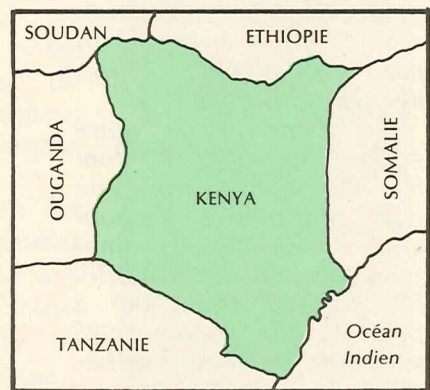 SOUDAN
ETHIOPIE
OUGANDA
KENYA
SOMALIE
TANZANIE
Océan
Indien